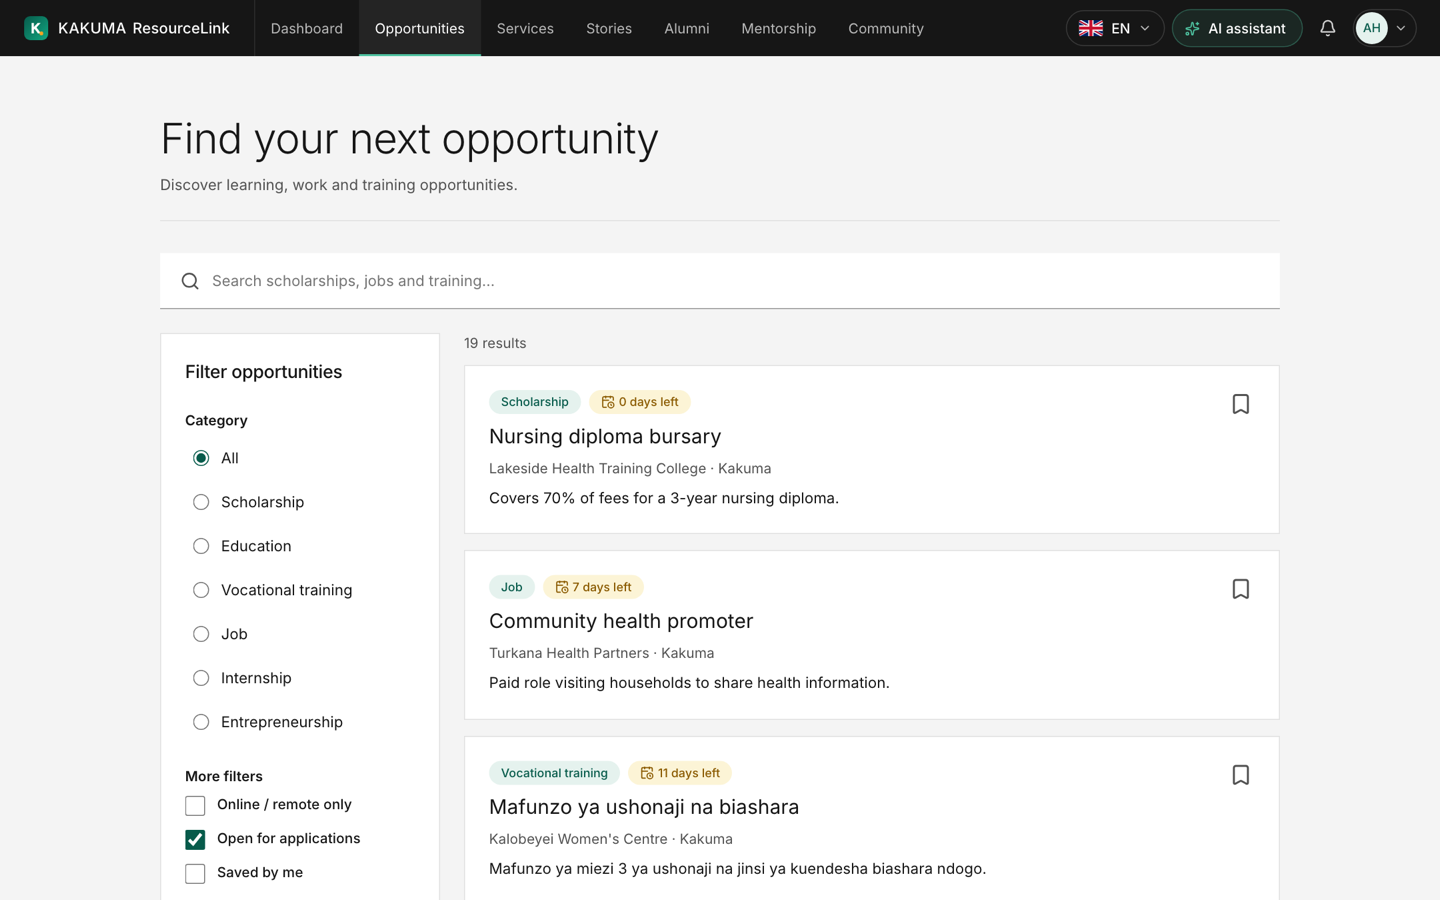 KAKUMA ResourceLink
Dashboard
Opportunities
Services
Stories
Alumni
Mentorship
Community
EN
AI assistant
AH
Find your next opportunity
Discover learning, work and training opportunities.
Search scholarships, jobs and training...
Filter opportunities
Category
All
Scholarship
Education
Vocational training
Job
Internship
Entrepreneurship
More filters
Online / remote only
Open for applications
Saved by me
19 results
Scholarship
0 days left
Nursing diploma bursary
Lakeside Health Training College · Kakuma
Covers 70% of fees for a 3-year nursing diploma.
Job
7 days left
Community health promoter
Turkana Health Partners · Kakuma
Paid role visiting households to share health information.
Vocational training
11 days left
Mafunzo ya ushonaji na biashara
Kalobeyei Women's Centre · Kakuma
Mafunzo ya miezi 3 ya ushonaji na jinsi ya kuendesha biashara ndogo.